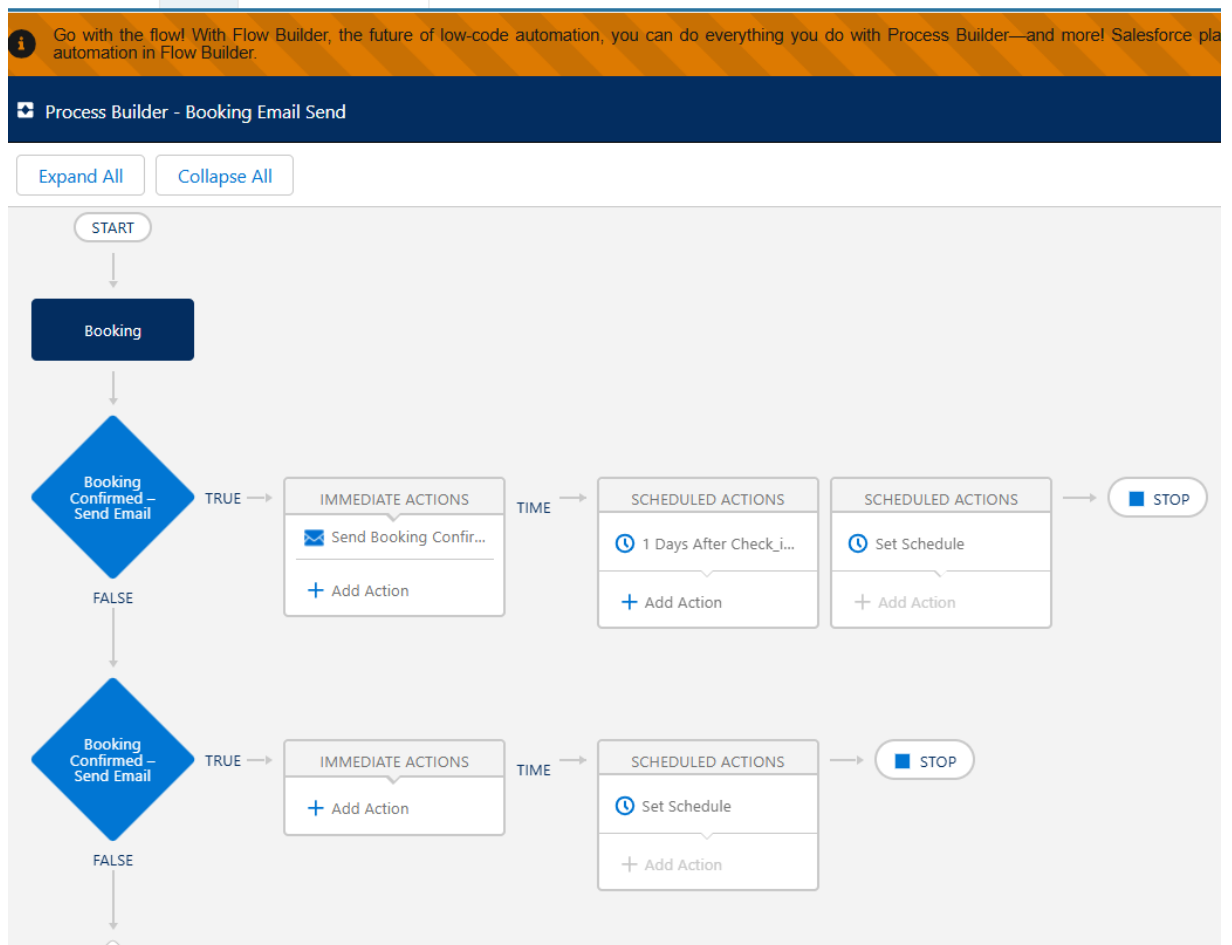 Go with the flow! With Flow Builder, the future of low-code automation, you can do everything you do with Process Builder—and more! Salesforce pla
automation in Flow Builder.
Process Builder - Booking Email Send
Expand All
Collapse All
START
Booking
Booking
Confirmed –
Send Email
TRUE
IMMEDIATE ACTIONS
Send Booking Confir...
Add Action
TIME
SCHEDULED ACTIONS
1 Days After Check_i...
Add Action
SCHEDULED ACTIONS
Set Schedule
Add Action
STOP
FALSE
Booking
Confirmed –
Send Email
TRUE
IMMEDIATE ACTIONS
Add Action
TIME
SCHEDULED ACTIONS
Set Schedule
Add Action
STOP
FALSE